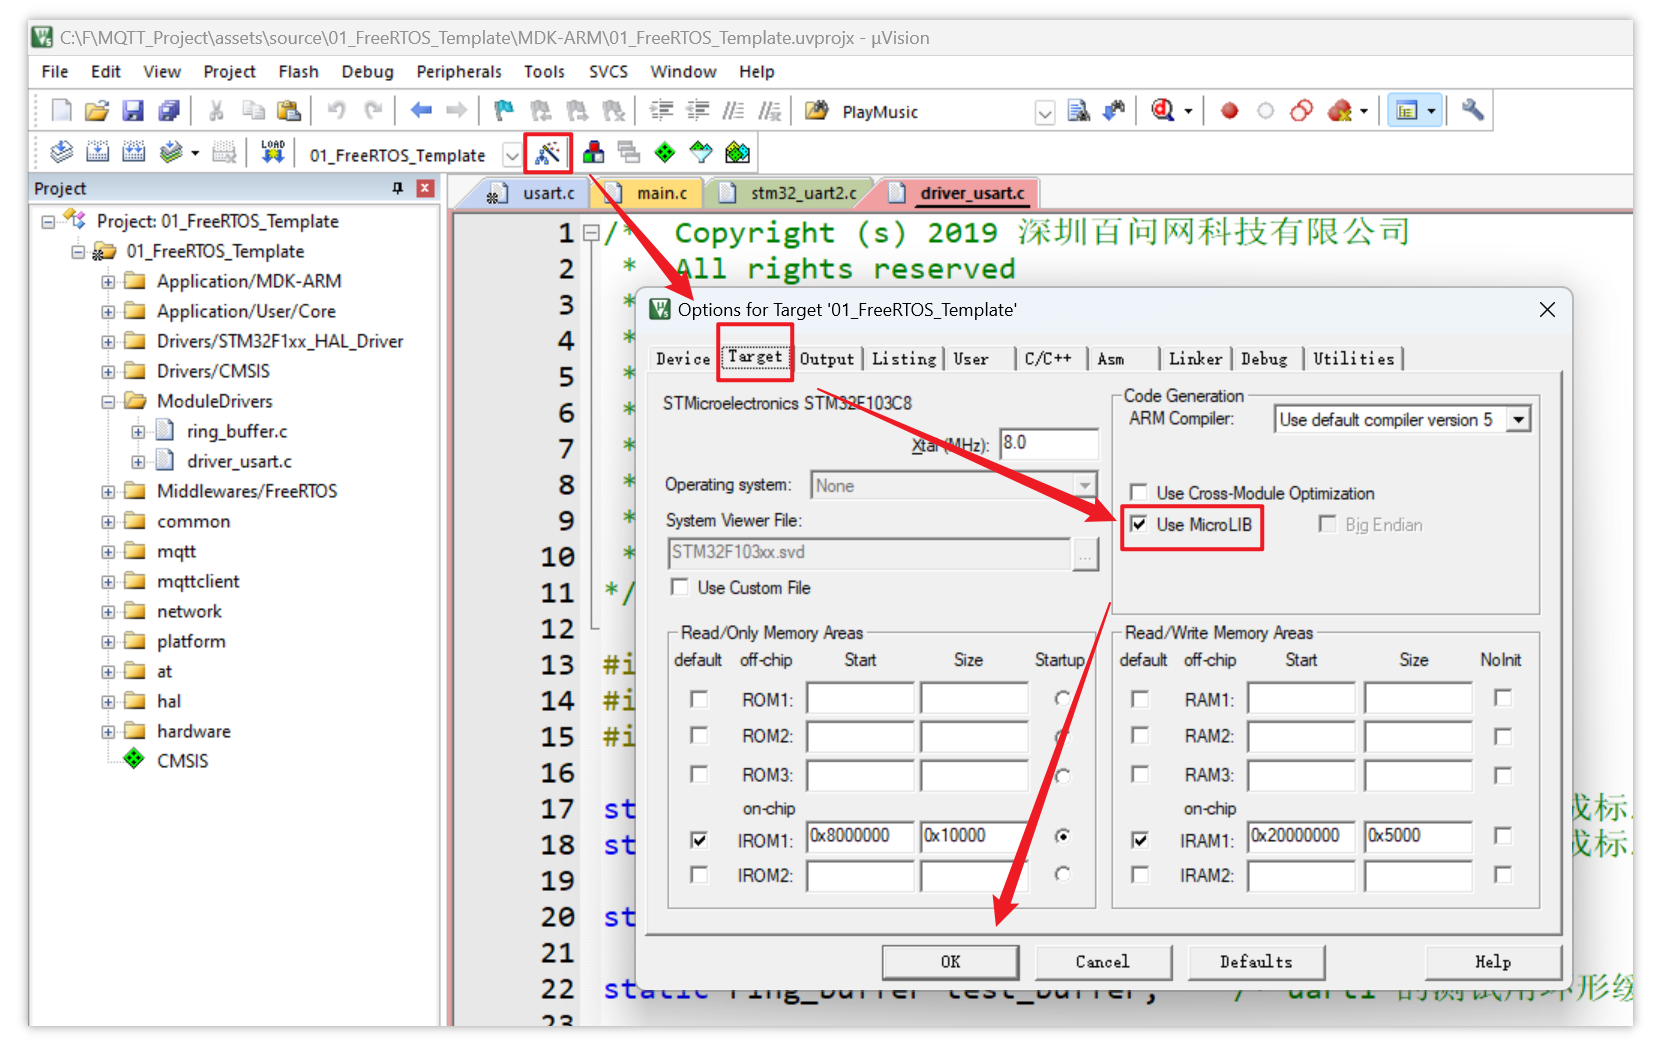 C:\F\MQTT_Project\assets\source\01_FreeRTOS_Template\MDK-ARM\01_FreeRTOS_Template.uvprojx - µVision
File Edit View Project Flash Debug Peripherals Tools SVCS Window Help
PlayMusic
LOAD 01_FreeRTOS_Template
Project
usart.c main.c stm32_uart2.c driver_usart.c
Project: 01_FreeRTOS_Template
01_FreeRTOS_Template
Application/MDK-ARM
Application/User/Core
Drivers/STM32F1xx_HAL_Driver
Drivers/CMSIS
ModuleDrivers
ring_buffer.c
driver_usart.c
Middlewares/FreeRTOS
common
mqtt
mqttclient
network
platform
at
hal
hardware
CMSIS
1 /* Copyright (s) 2019 深圳百问网科技有限公司
2 * All rights reserved
3 *
4 *
5 *
6 *
7 *
8 *
9 *
10 *
11 */
12
13 #i
14 #i
15 #i
16
17 st 成标
18 st 成标
19
20 st
21
22 static ring_buffer test_buffer; /* uart1 的测试用环形缓
23
Options for Target '01_FreeRTOS_Template'
Device Target Output Listing User C/C++ Asm Linker Debug Utilities
STMicroelectronics STM32F103C8
Xtal (MHz): 8.0
Operating system: None
System Viewer File:
STM32F103xx.svd ...
Use Custom File
Code Generation
ARM Compiler: Use default compiler version 5
Use Cross-Module Optimization
Use MicroLIB Big Endian
Read/Only Memory Areas
default off-chip Start Size Startup
ROM1:
ROM2:
ROM3:
on-chip
IROM1: 0x8000000 0x10000
IROM2:
Read/Write Memory Areas
default off-chip Start Size NoInit
RAM1:
RAM2:
RAM3:
on-chip
IRAM1: 0x20000000 0x5000
IRAM2:
OK Cancel Defaults Help